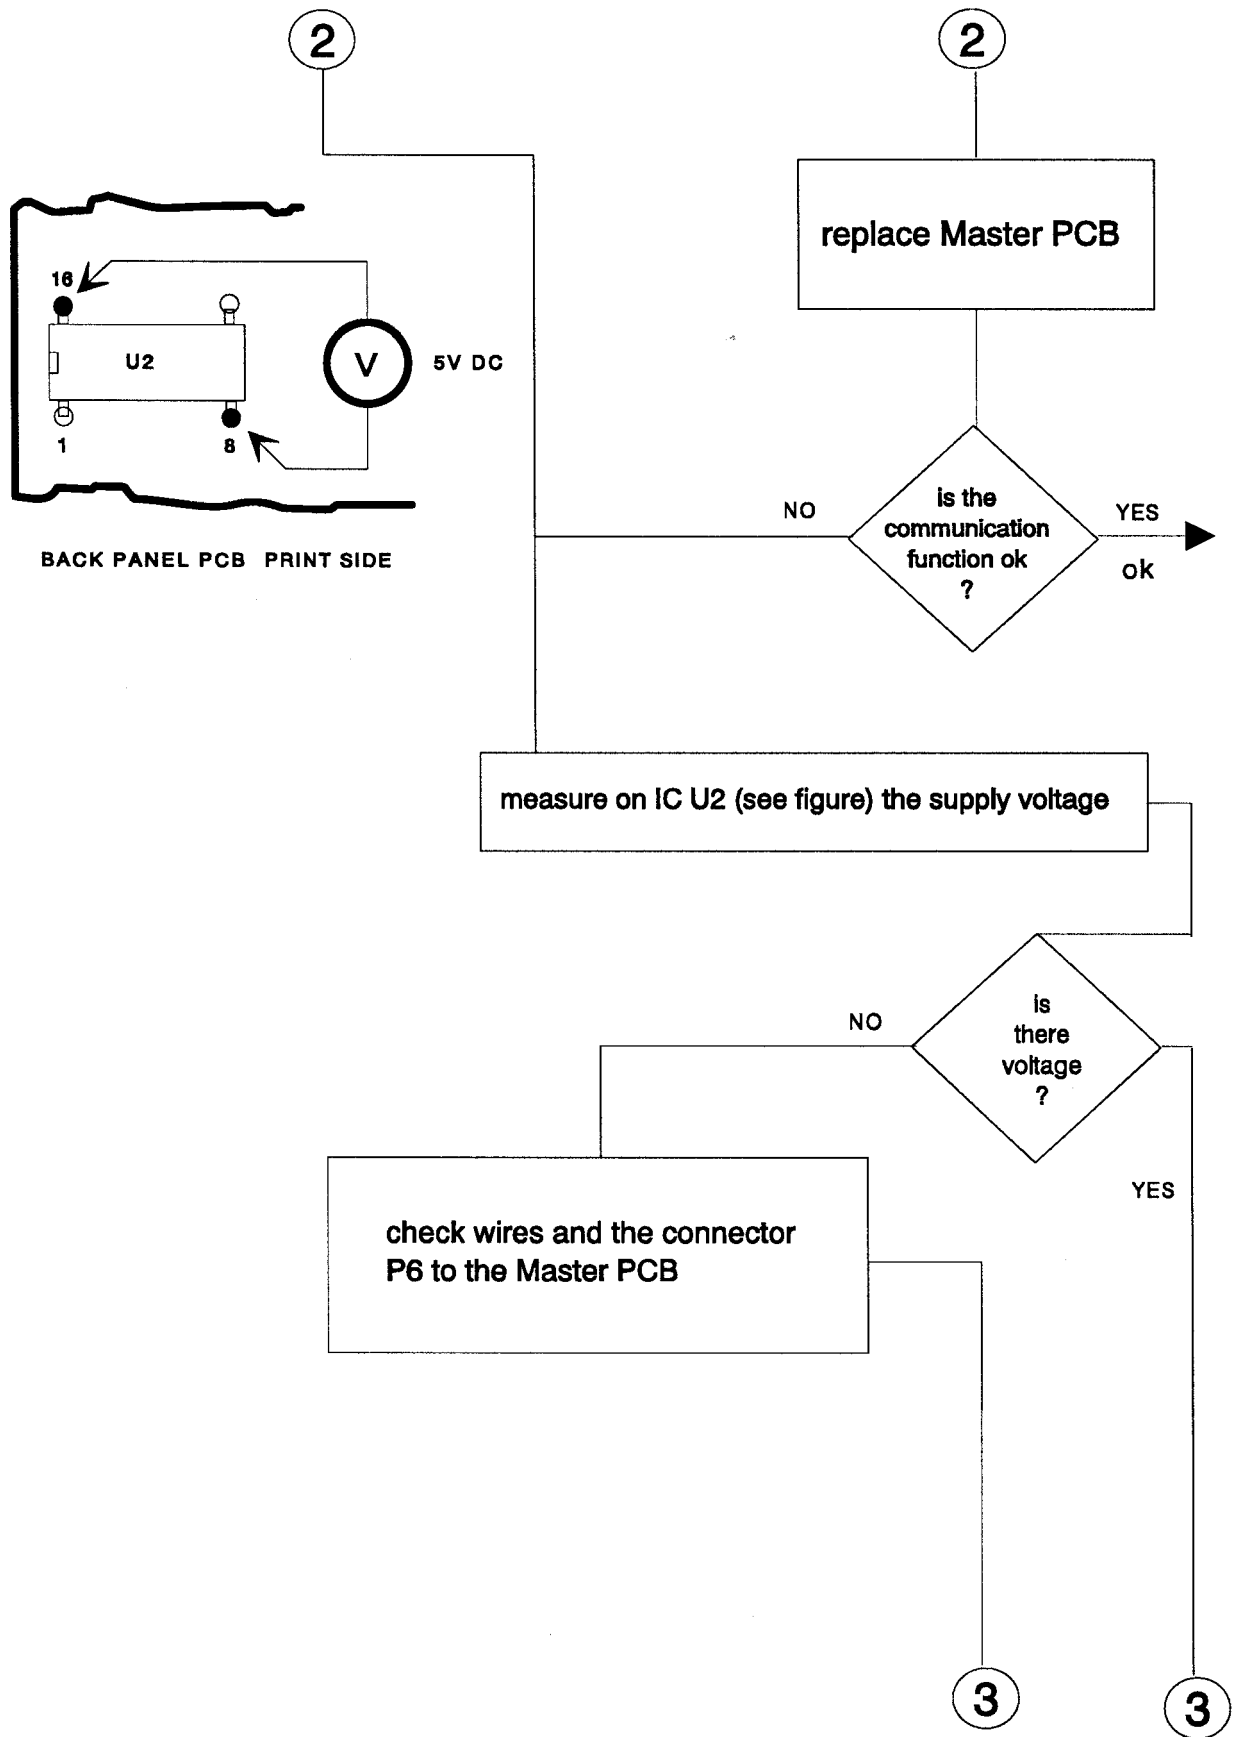 2
2
replace Master PCB
16
U2
V
5V DC
1
8
BACK PANEL PCB PRINT SIDE
is the
communication
function ok
?
NO
YES
ok
measure on IC U2 (see figure) the supply voltage
is
there
voltage
?
NO
YES
check wires and the connector
P6 to the Master PCB
3
3